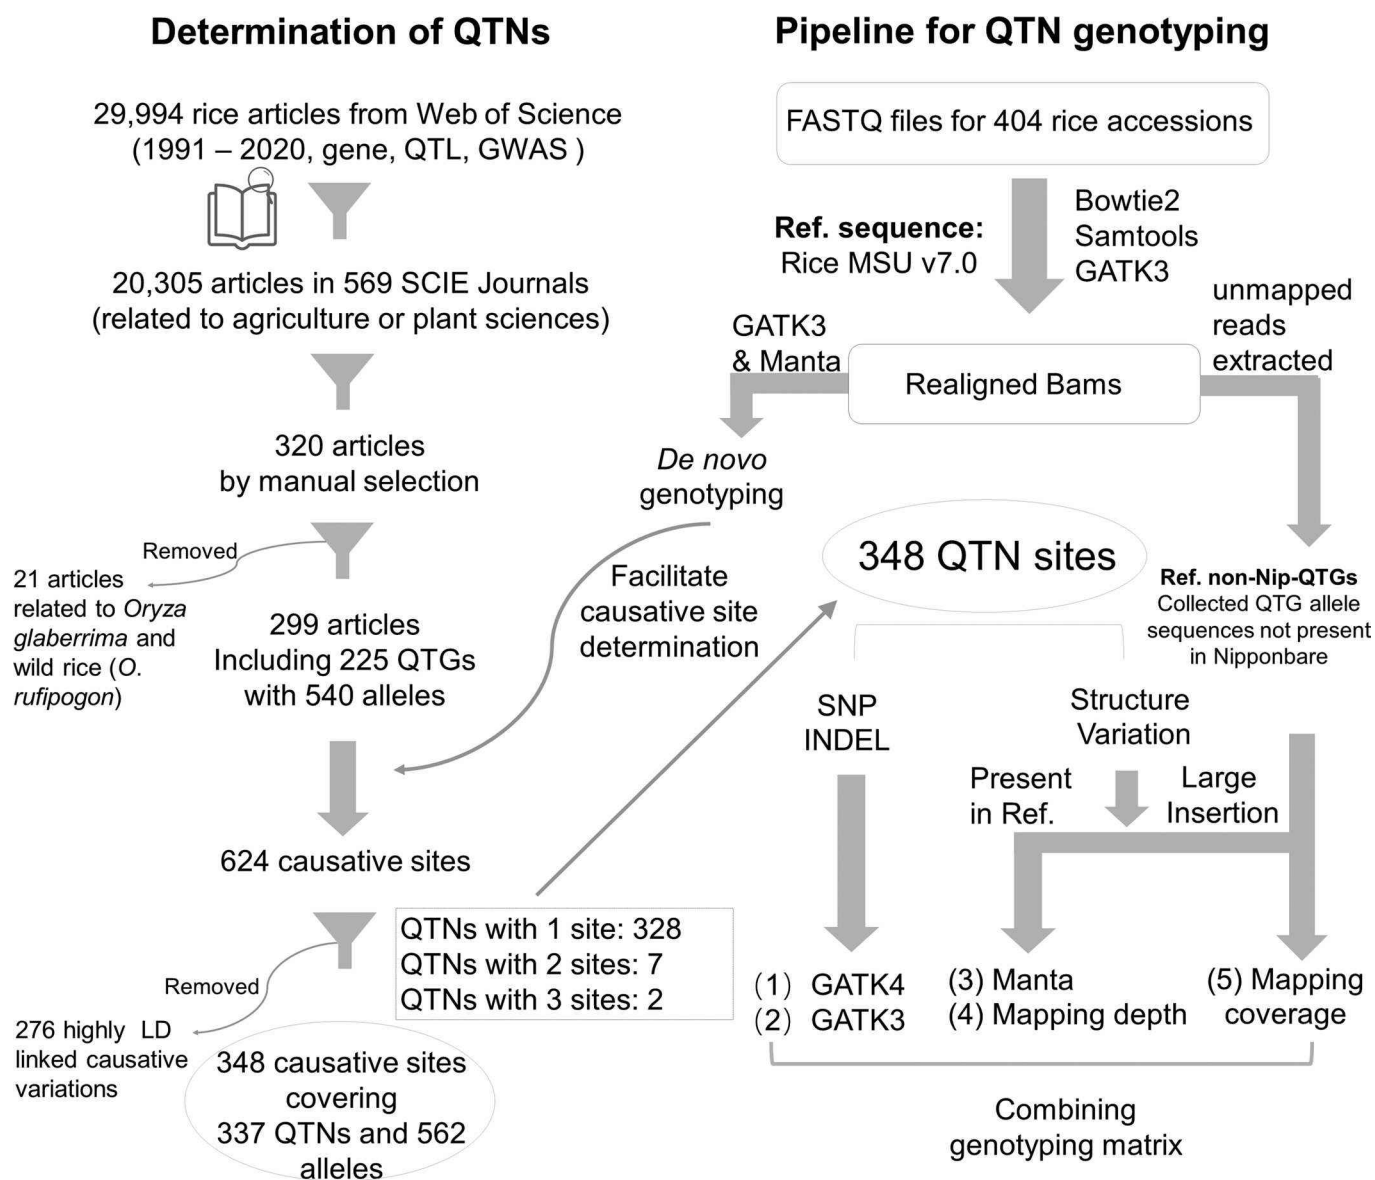 Determination of QTNs
29,994 rice articles from Web of Science
(1991 – 2020, gene, QTL, GWAS )
20,305 articles in 569 SCIE Journals
(related to agriculture or plant sciences)
320 articles
by manual selection
Removed
21 articles
related to Oryza
glaberrima and
wild rice (O.
rufipogon)
299 articles
Including 225 QTGs
with 540 alleles
624 causative sites
Removed
276 highly LD
linked causative
variations
QTNs with 1 site: 328
QTNs with 2 sites: 7
QTNs with 3 sites: 2
348 causative sites
covering
337 QTNs and 562
alleles
Pipeline for QTN genotyping
FASTQ files for 404 rice accessions
Ref. sequence:
Rice MSU v7.0
Bowtie2
Samtools
GATK3
GATK3
& Manta
Realigned Bams
unmapped
reads
extracted
De novo
genotyping
Facilitate
causative site
determination
348 QTN sites
Ref. non-Nip-QTGs
Collected QTG allele
sequences not present
in Nipponbare
SNP
INDEL
Structure
Variation
Present
in Ref.
Large
Insertion
(1) GATK4
(2) GATK3
(3) Manta
(4) Mapping depth
(5) Mapping
coverage
Combining
genotyping matrix